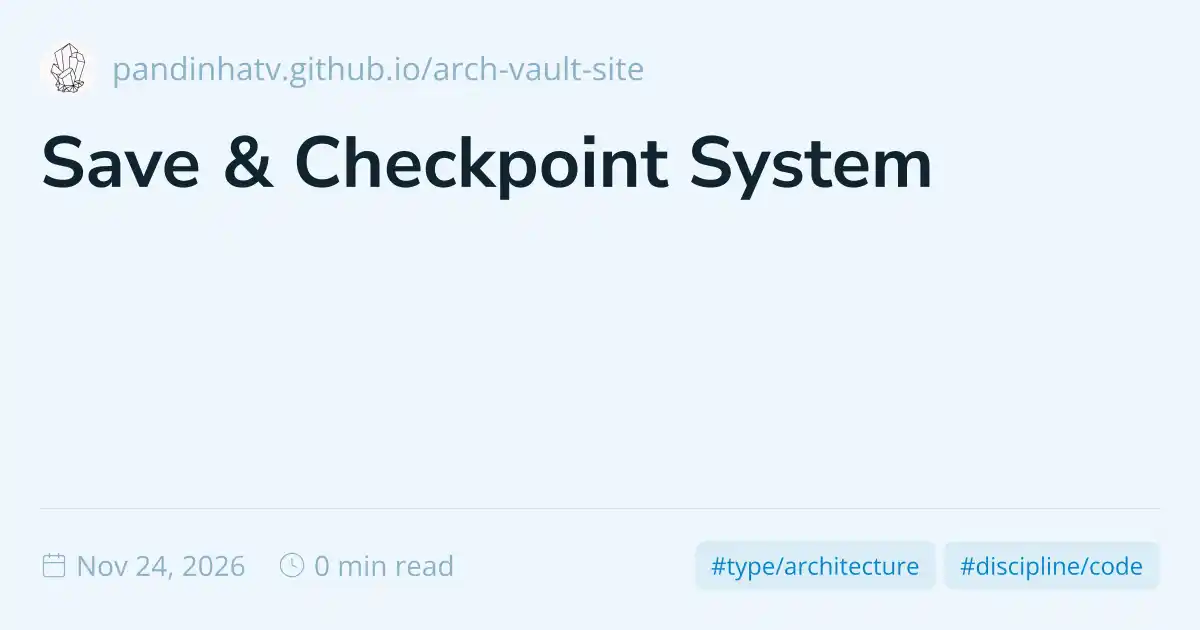 pandinhatv.github.io/arch-vault-site
Save & Checkpoint System
Nov 24, 2026 0 min read #type/architecture #discipline/code